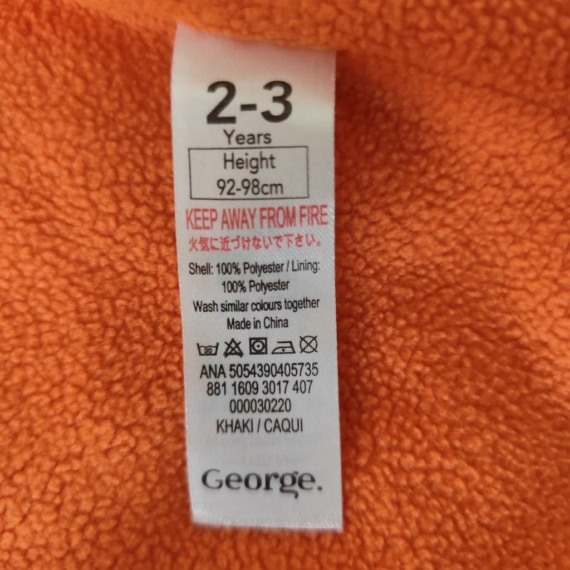 2-3
Years
Height
92-98cm
KEEP AWAY FROM FIRE
火気に近づけないで下さい。
Shell: 100% Polyester / Lining:
100% Polyester
Wash similar colours together
Made in China
ANA 5054390405735
881 1609 3017 407
000030220
KHAKI / CAQUI
George.